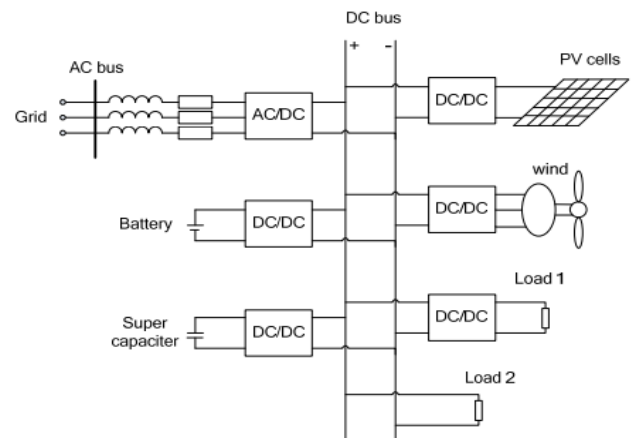 DC bus
+ -
AC bus
PV cells
Grid
AC/DC
DC/DC
wind
Battery
DC/DC
DC/DC
Load 1
Super
capaciter
DC/DC
DC/DC
Load 2